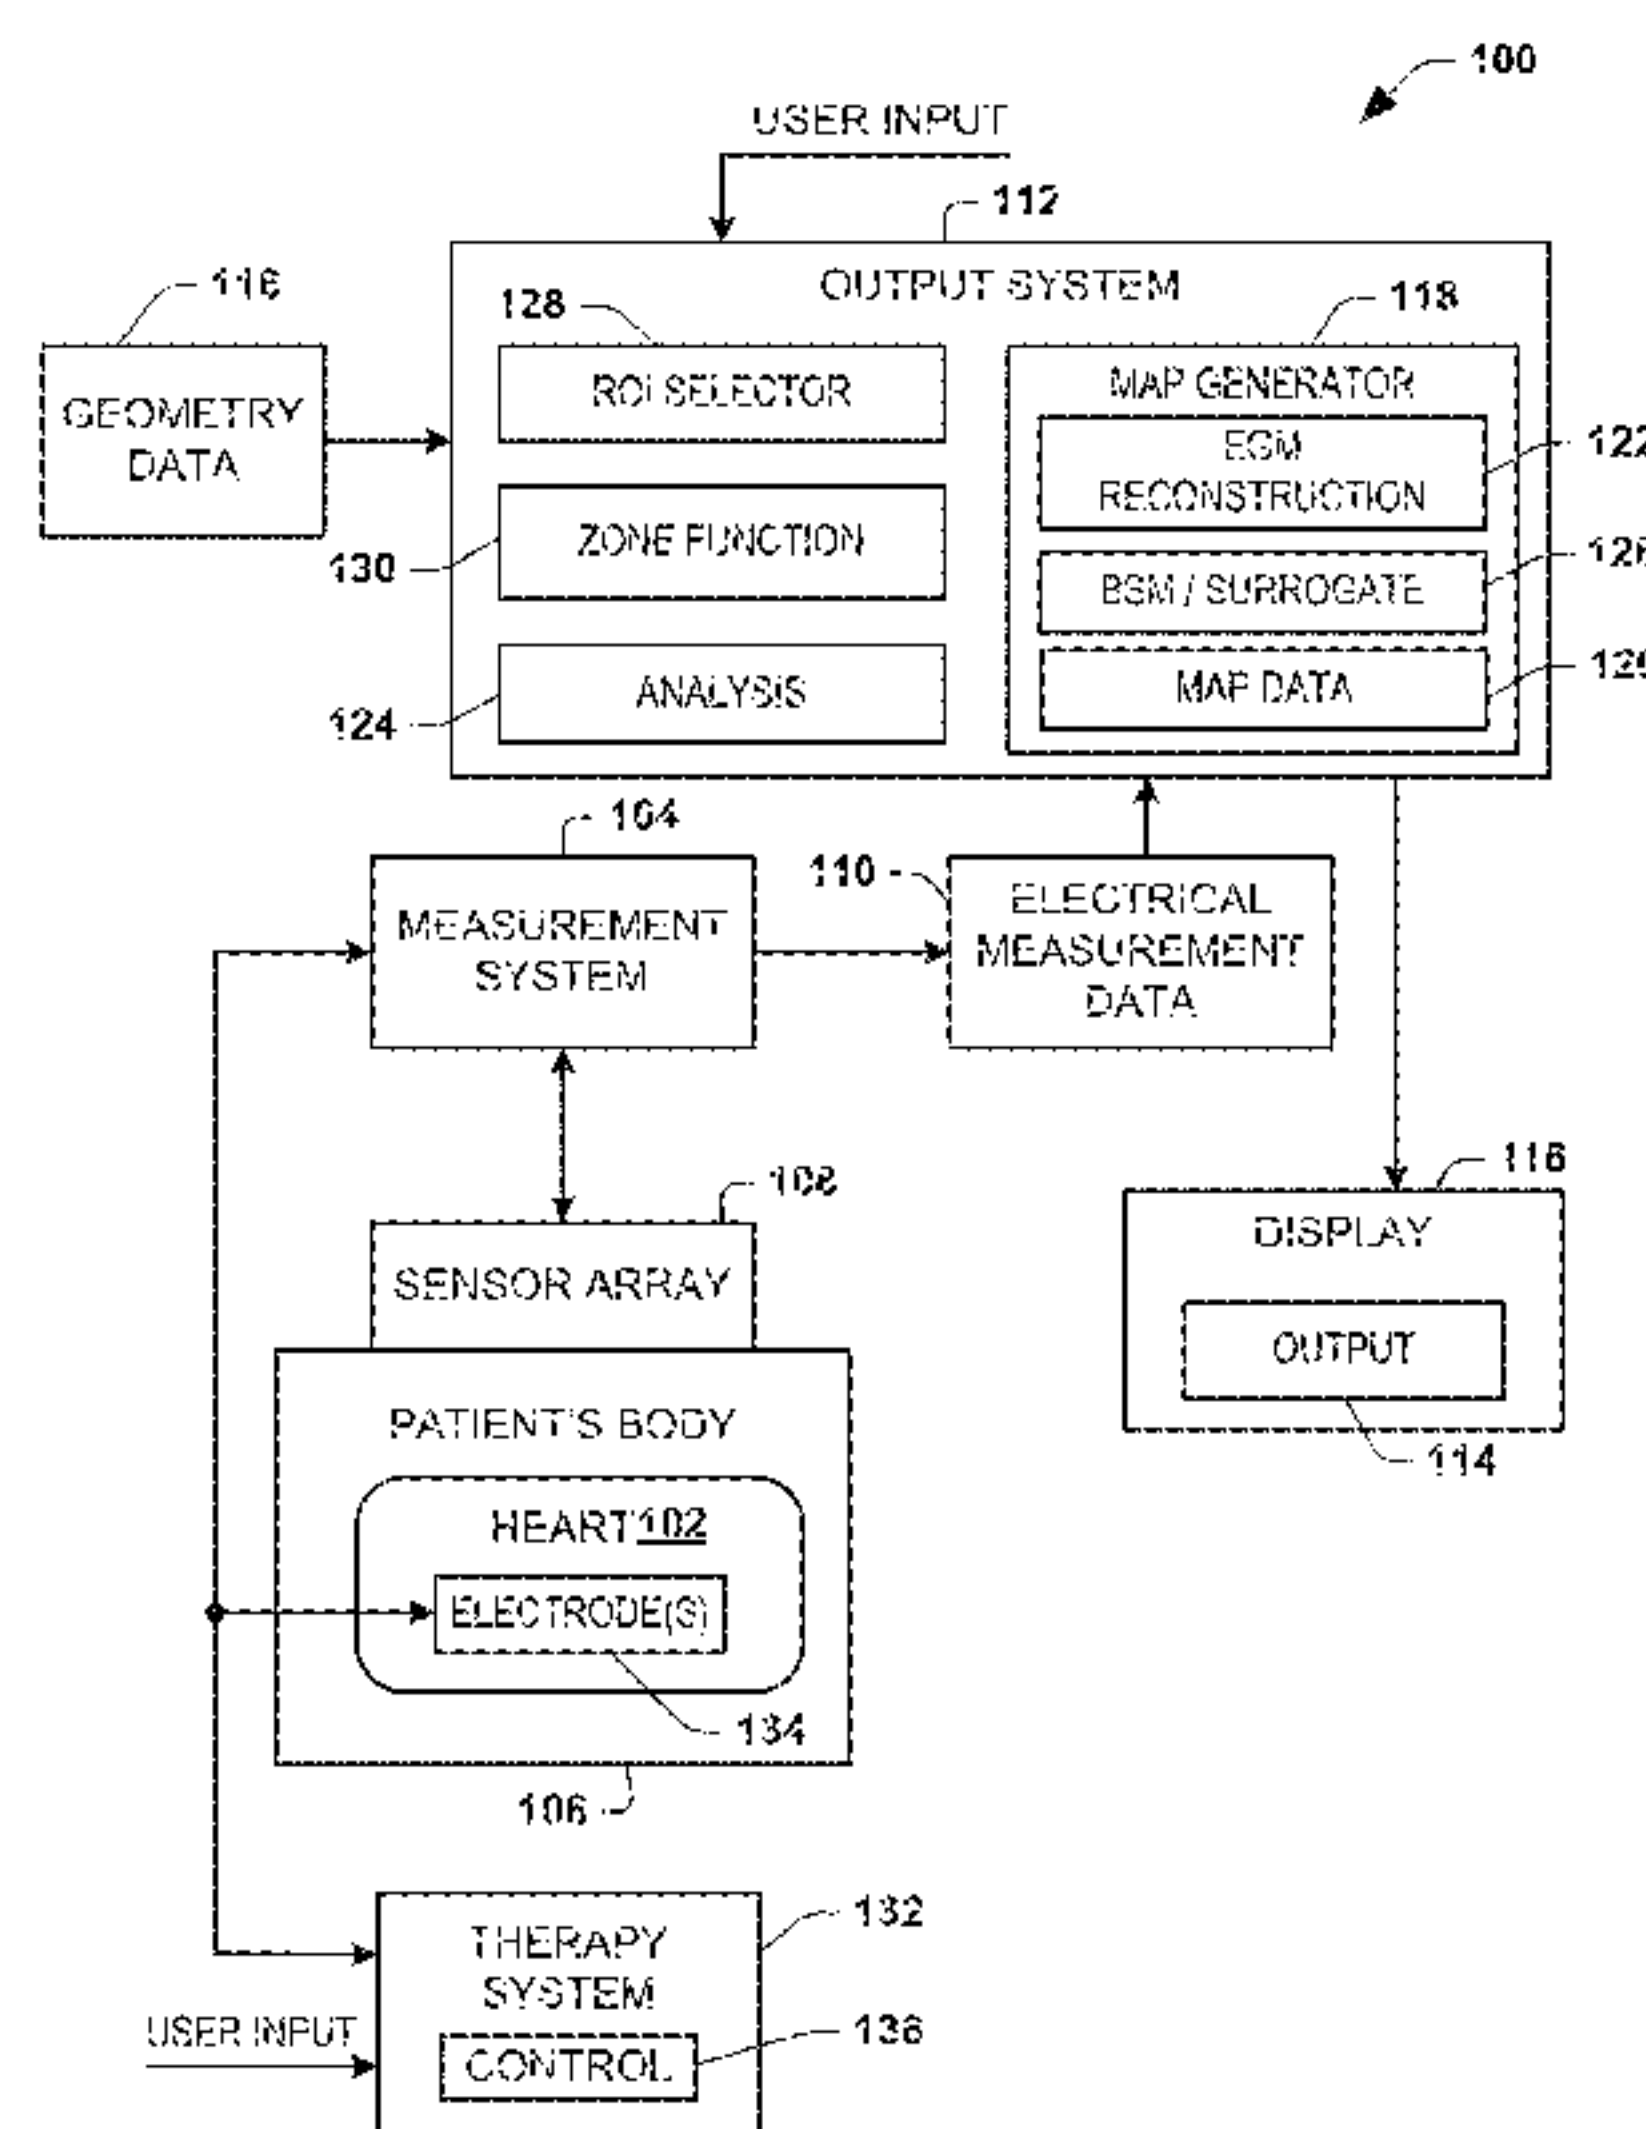 100
USER INPUT
112
OUTPUT SYSTEM
116
128
118
ROI SELECTOR
MAP GENERATOR
GEOMETRY
DATA
EGM
RECONSTRUCTION
122
ZONE FUNCTION
130
BSM / SURROGATE
ANALYSIS
124
MAP DATA
104
110
MEASUREMENT
SYSTEM
ELECTRICAL
MEASUREMENT
DATA
108
116
SENSOR ARRAY
DISPLAY
OUTPUT
114
PATIENT'S BODY
HEART 102
ELECTRODE(S)
134
106
132
THERAPY
SYSTEM
USER INPUT
136
CONTROL